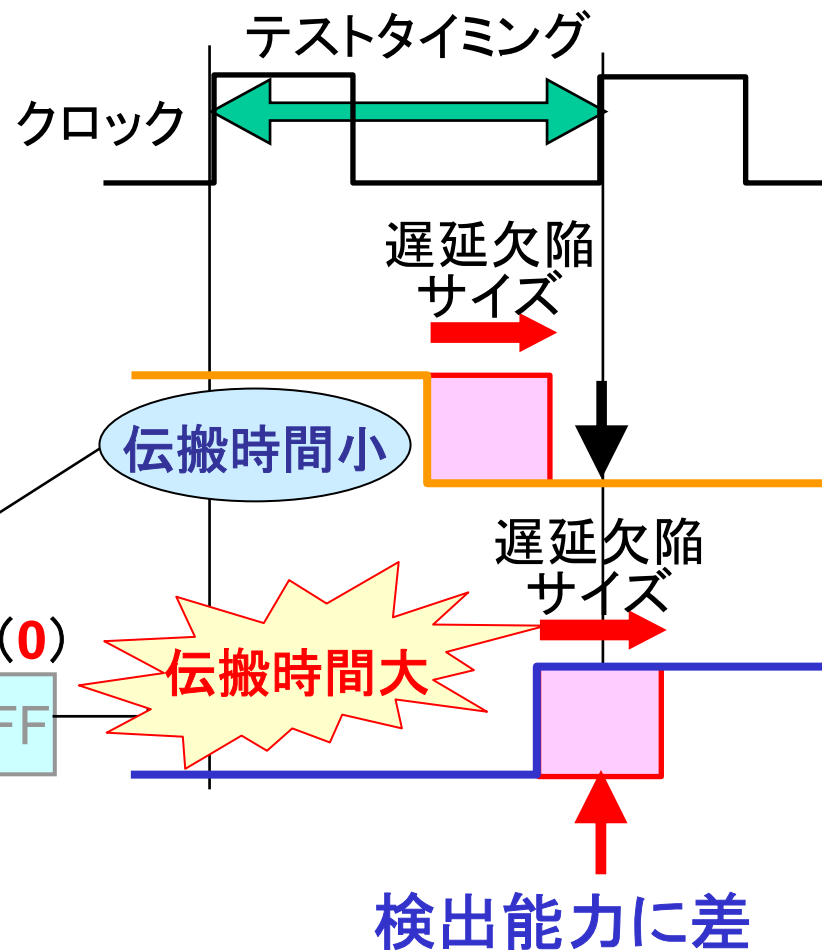 テストタイミング
クロック
遅延欠陥
サイズ
伝搬時間小
遅延欠陥
サイズ
(0)
伝搬時間大
FF
検出能力に差